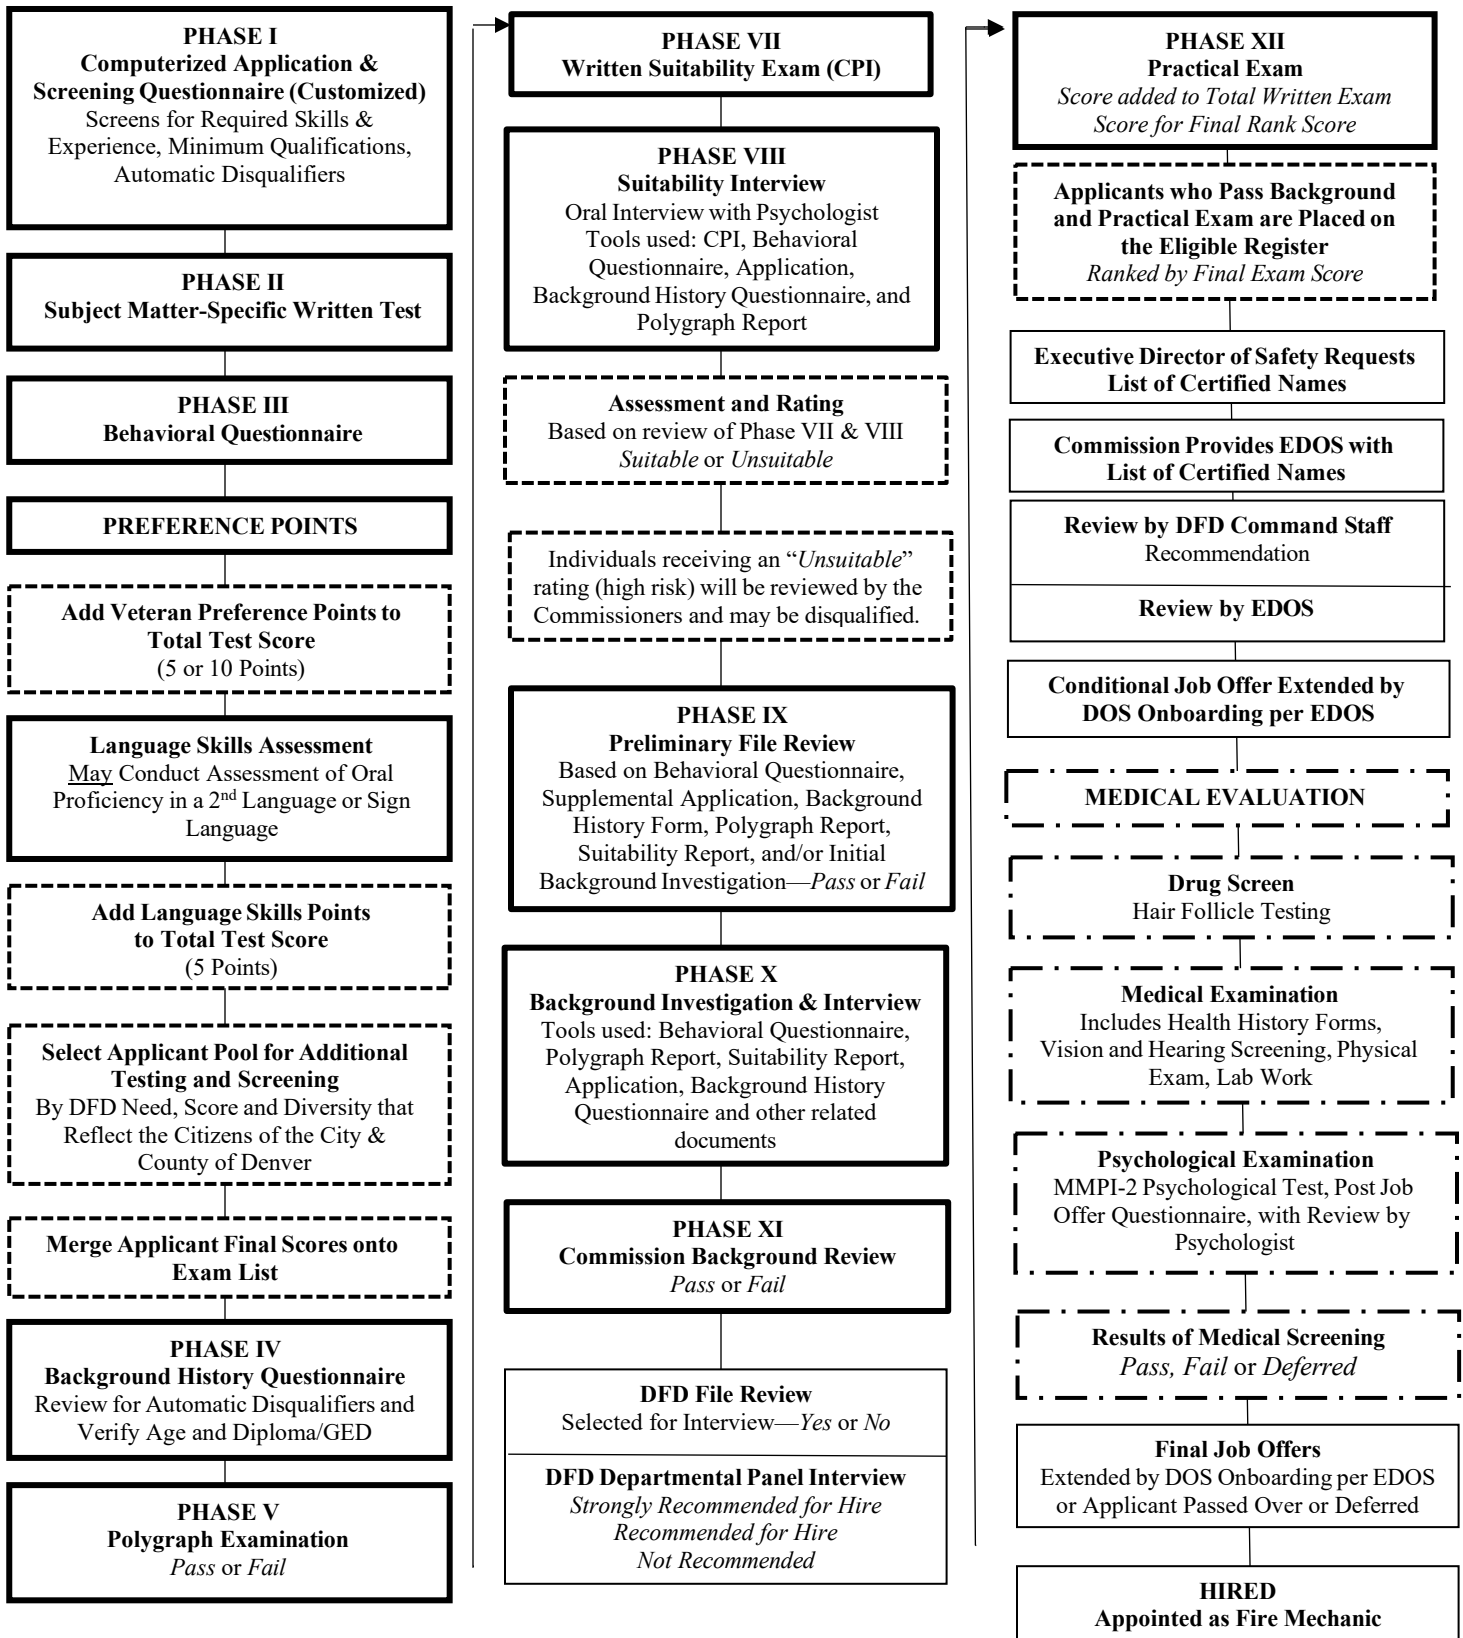 PHASE I
Computerized Application &
Screening Questionnaire (Customized)
Screens for Required Skills &
Experience, Minimum Qualifications,
Automatic Disqualifiers
PHASE II
Subject Matter-Specific Written Test
PHASE III
Behavioral Questionnaire
PREFERENCE POINTS
Add Veteran Preference Points to
Total Test Score
(5 or 10 Points)
Language Skills Assessment
May Conduct Assessment of Oral
Proficiency in a 2nd Language or Sign
Language
Add Language Skills Points
to Total Test Score
(5 Points)
Select Applicant Pool for Additional
Testing and Screening
By DFD Need, Score and Diversity that
Reflect the Citizens of the City &
County of Denver
Merge Applicant Final Scores onto
Exam List
PHASE IV
Background History Questionnaire
Review for Automatic Disqualifiers and
Verify Age and Diploma/GED
PHASE V
Polygraph Examination
Pass or Fail
PHASE VII
Written Suitability Exam (CPI)
PHASE VIII
Suitability Interview
Oral Interview with Psychologist
Tools used: CPI, Behavioral
Questionnaire, Application,
Background History Questionnaire, and
Polygraph Report
Assessment and Rating
Based on review of Phase VII & VIII
Suitable or Unsuitable
Individuals receiving an “Unsuitable”
rating (high risk) will be reviewed by the
Commissioners and may be disqualified.
PHASE IX
Preliminary File Review
Based on Behavioral Questionnaire,
Supplemental Application, Background
History Form, Polygraph Report,
Suitability Report, and/or Initial
Background Investigation—Pass or Fail
PHASE X
Background Investigation & Interview
Tools used: Behavioral Questionnaire,
Polygraph Report, Suitability Report,
Application, Background History
Questionnaire and other related
documents
PHASE XI
Commission Background Review
Pass or Fail
DFD File Review
Selected for Interview—Yes or No
DFD Departmental Panel Interview
Strongly Recommended for Hire
Recommended for Hire
Not Recommended
PHASE XII
Practical Exam
Score added to Total Written Exam
Score for Final Rank Score
Applicants who Pass Background
and Practical Exam are Placed on
the Eligible Register
Ranked by Final Exam Score
Executive Director of Safety Requests
List of Certified Names
Commission Provides EDOS with
List of Certified Names
Review by DFD Command Staff
Recommendation
Review by EDOS
Conditional Job Offer Extended by
DOS Onboarding per EDOS
MEDICAL EVALUATION
Drug Screen
Hair Follicle Testing
Medical Examination
Includes Health History Forms,
Vision and Hearing Screening, Physical
Exam, Lab Work
Psychological Examination
MMPI-2 Psychological Test, Post Job
Offer Questionnaire, with Review by
Psychologist
Results of Medical Screening
Pass, Fail or Deferred
Final Job Offers
Extended by DOS Onboarding per EDOS
or Applicant Passed Over or Deferred
HIRED
Appointed as Fire Mechanic